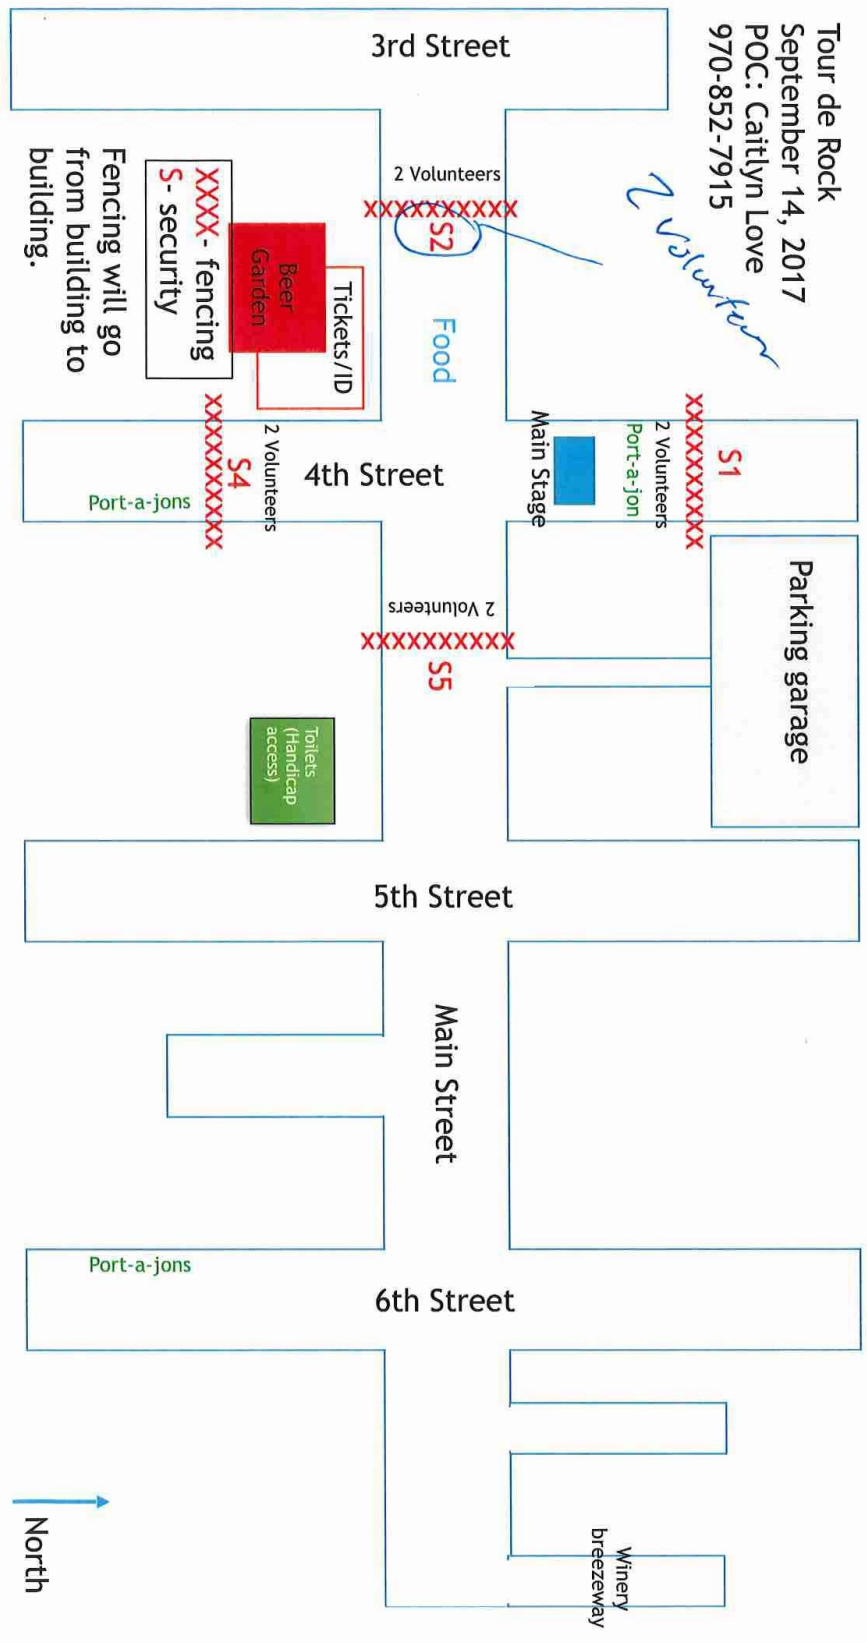 Tour de Rock
September 14, 2017
POC: Caitlyn Love
970-852-7915
2 Volunteers
3rd Street
2 Volunteers
XXXXXXXXXX
S2
Food
XXXX- fencing
S- security
Fencing will go
from building to
building.
Beer
Garden
Tickets/ID
S1
XXXXXXXXXX
2 Volunteers
Port-a-jon
Main Stage
4th Street
2 Volunteers
S4
XXXXXXXXXX
Port-a-jons
Parking garage
2 Volunteers
XXXXXXXXXX
S5
Toilets
(Handicap
access)
5th Street
Main Street
Port-a-jons
6th Street
Winery
breezeway
North